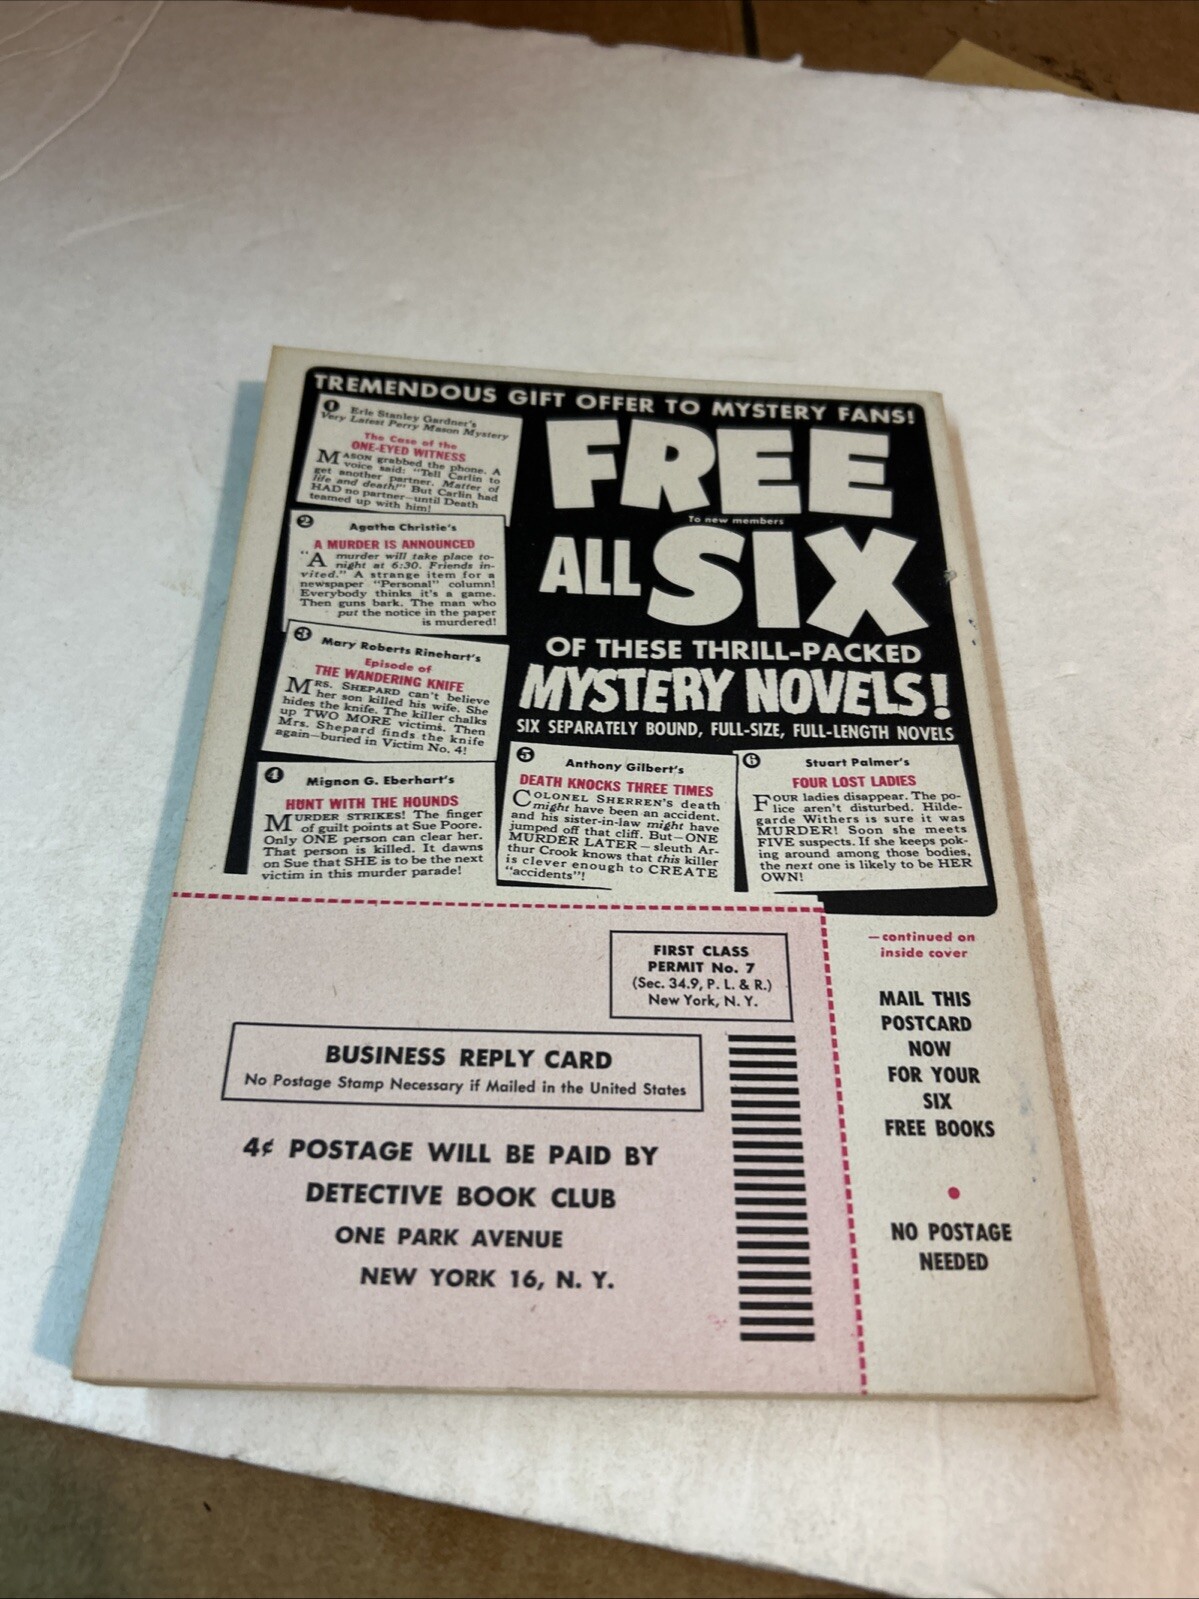 TREMENDOUS GIFT OFFER TO MYSTERY FANS!
1 Erle Stanley Gardner's
Very Latest Perry Mason Mystery
The Case of the
ONE-EYED WITNESS
MASON grabbed the phone. A
voice said: "Tell Carlin to
get another partner. Matter of
life and death!" But Carlin had
HAD no partner—until Death
teamed up with him!
2 Agatha Christie's
A MURDER IS ANNOUNCED
"A murder will take place to-
night at 6:30. Friends in-
vited." A strange item for a
newspaper "Personal" column!
Everybody thinks it's a game.
Then guns bark. The man who
put the notice in the paper
is murdered!
3 Mary Roberts Rinehart's
Episode of
THE WANDERING KNIFE
MRS. SHEPARD can't believe
her son killed his wife. She
hides the knife. The killer chalks
up TWO MORE victims. Then
Mrs. Shepard finds the knife
again—buried in Victim No. 4!
4 Mignon G. Eberhart's
HUNT WITH THE HOUNDS
MURDER STRIKES! The finger
of guilt points at Sue Poore.
Only ONE person can clear her.
That person is killed. It dawns
on Sue that SHE is to be the next
victim in this murder parade!
FREE
To new members
ALL SIX
OF THESE THRILL-PACKED
MYSTERY NOVELS!
SIX SEPARATELY BOUND, FULL-SIZE, FULL-LENGTH NOVELS
5 Anthony Gilbert's
DEATH KNOCKS THREE TIMES
COLONEL SHERREN'S death
might have been an accident.
and his sister-in-law might have
jumped off that cliff. But—ONE
MURDER LATER—sleuth Ar-
thur Crook knows that this killer
is clever enough to CREATE
"accidents"!
6 Stuart Palmer's
FOUR LOST LADIES
FOUR ladies disappear. The po-
lice aren't disturbed. Hilde-
garde Withers is sure it was
MURDER! Soon she meets
FIVE suspects. If she keeps pok-
ing around among those bodies,
the next one is likely to be HER
OWN!
—continued on
inside cover
FIRST CLASS
PERMIT No. 7
(Sec. 34.9, P. L. & R.)
New York, N. Y.
BUSINESS REPLY CARD
No Postage Stamp Necessary if Mailed in the United States
4¢ POSTAGE WILL BE PAID BY
DETECTIVE BOOK CLUB
ONE PARK AVENUE
NEW YORK 16, N. Y.
MAIL THIS
POSTCARD
NOW
FOR YOUR
SIX
FREE BOOKS
•
NO POSTAGE
NEEDED